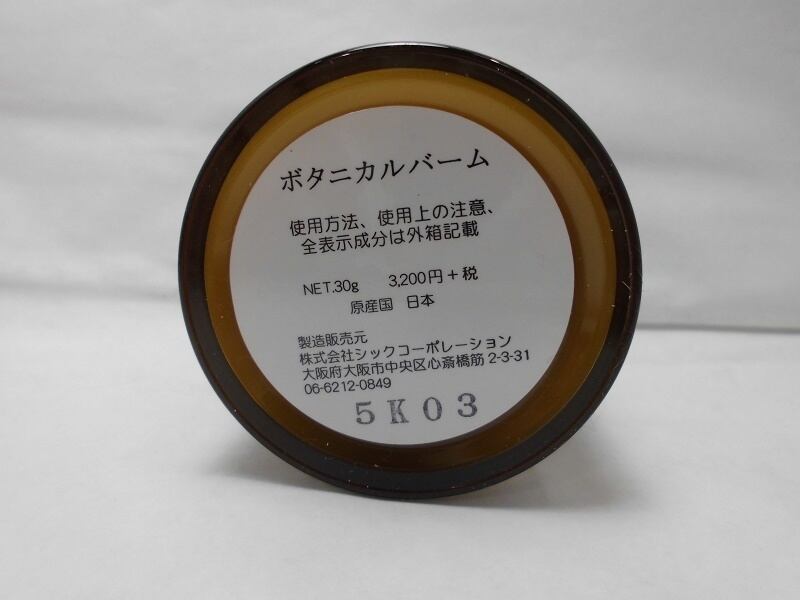 ボタニカルバーム
使用方法、使用上の注意、
全表示成分は外箱記載
NET.30g 3,200円+税
原産国 日本
製造販売元
株式会社シックコーポレーション
大阪府大阪市中央区心斎橋筋 2-3-31
06-6212-0849
5K03